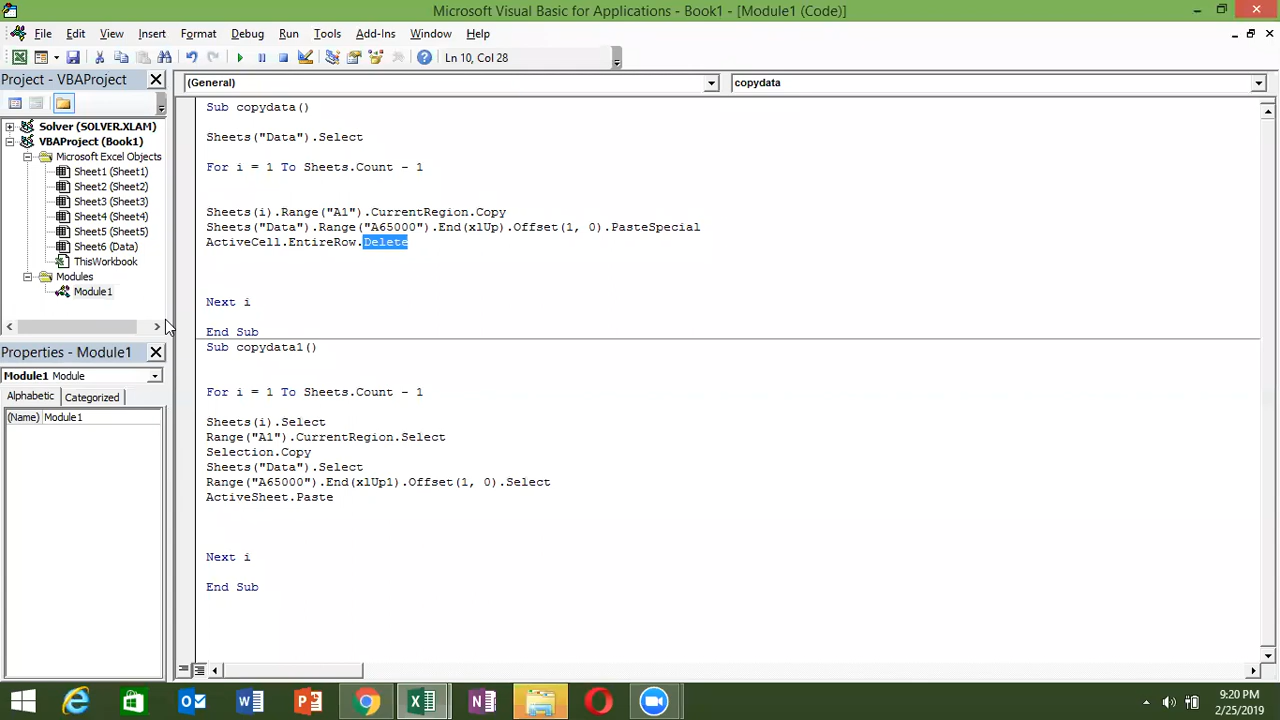 Microsoft Visual Basic for Applications - Book1 - [Module1 (Code)]
File Edit View Insert Format Debug Run Tools Add-Ins Window Help
Ln 10, Col 28
Project - VBAProject
(General)
copydata
Solver (SOLVER.XLAM)
VBAProject (Book1)
Microsoft Excel Objects
Sheet1 (Sheet1)
Sheet2 (Sheet2)
Sheet3 (Sheet3)
Sheet4 (Sheet4)
Sheet5 (Sheet5)
Sheet6 (Data)
ThisWorkbook
Modules
Module1
Properties - Module1
Module1 Module
Alphabetic Categorized
(Name) Module1
Sub copydata()
Sheets("Data").Select
For i = 1 To Sheets.Count - 1
Sheets(i).Range("A1").CurrentRegion.Copy
Sheets("Data").Range("A65000").End(xlUp).Offset(1, 0).PasteSpecial
ActiveCell.EntireRow.Delete
Next i
End Sub
Sub copydata1()
For i = 1 To Sheets.Count - 1
Sheets(i).Select
Range("A1").CurrentRegion.Select
Selection.Copy
Sheets("Data").Select
Range("A65000").End(xlUp1).Offset(1, 0).Select
ActiveSheet.Paste
Next i
End Sub
9:20 PM
2/25/2019